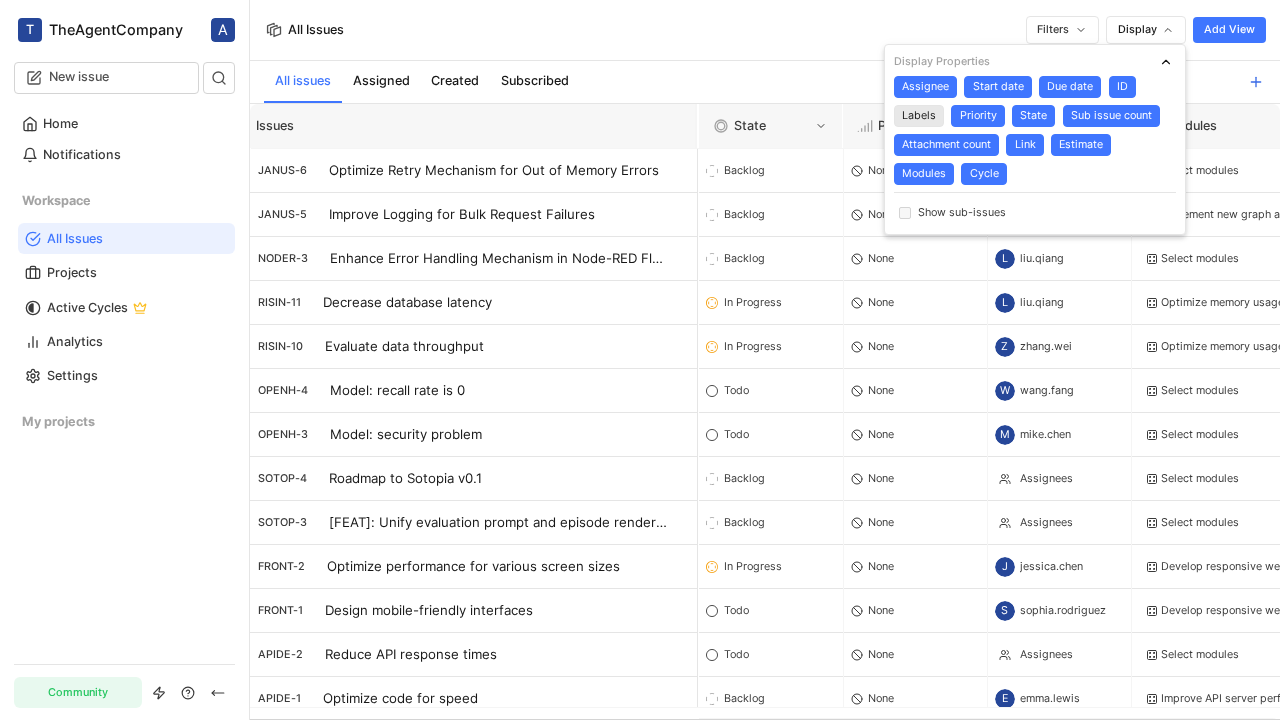 T TheAgentCompany A
New issue
Home
Notifications
Workspace
All Issues
Projects
Active Cycles
Analytics
Settings
My projects
Community
All Issues
Filters
Display
Add View
All issues Assigned Created Subscribed
Display Properties
Assignee Start date Due date ID
Labels Priority State Sub issue count
Attachment count Link Estimate
Modules Cycle
Show sub-issues
Issues State
JANUS-6 Optimize Retry Mechanism for Out of Memory Errors Backlog
JANUS-5 Improve Logging for Bulk Request Failures Backlog
NODER-3 Enhance Error Handling Mechanism in Node-RED Fl... Backlog None L liu.qiang Select modules
RISIN-11 Decrease database latency In Progress None L liu.qiang Optimize memory usage
RISIN-10 Evaluate data throughput In Progress None Z zhang.wei Optimize memory usage
OPENH-4 Model: recall rate is 0 Todo None W wang.fang Select modules
OPENH-3 Model: security problem Todo None M mike.chen Select modules
SOTOP-4 Roadmap to Sotopia v0.1 Backlog None Assignees Select modules
SOTOP-3 [FEAT]: Unify evaluation prompt and episode render... Backlog None Assignees Select modules
FRONT-2 Optimize performance for various screen sizes In Progress None J jessica.chen Develop responsive we
FRONT-1 Design mobile-friendly interfaces Todo None S sophia.rodriguez Develop responsive we
APIDE-2 Reduce API response times Todo None Assignees Select modules
APIDE-1 Optimize code for speed Backlog None E emma.lewis Improve API server perf